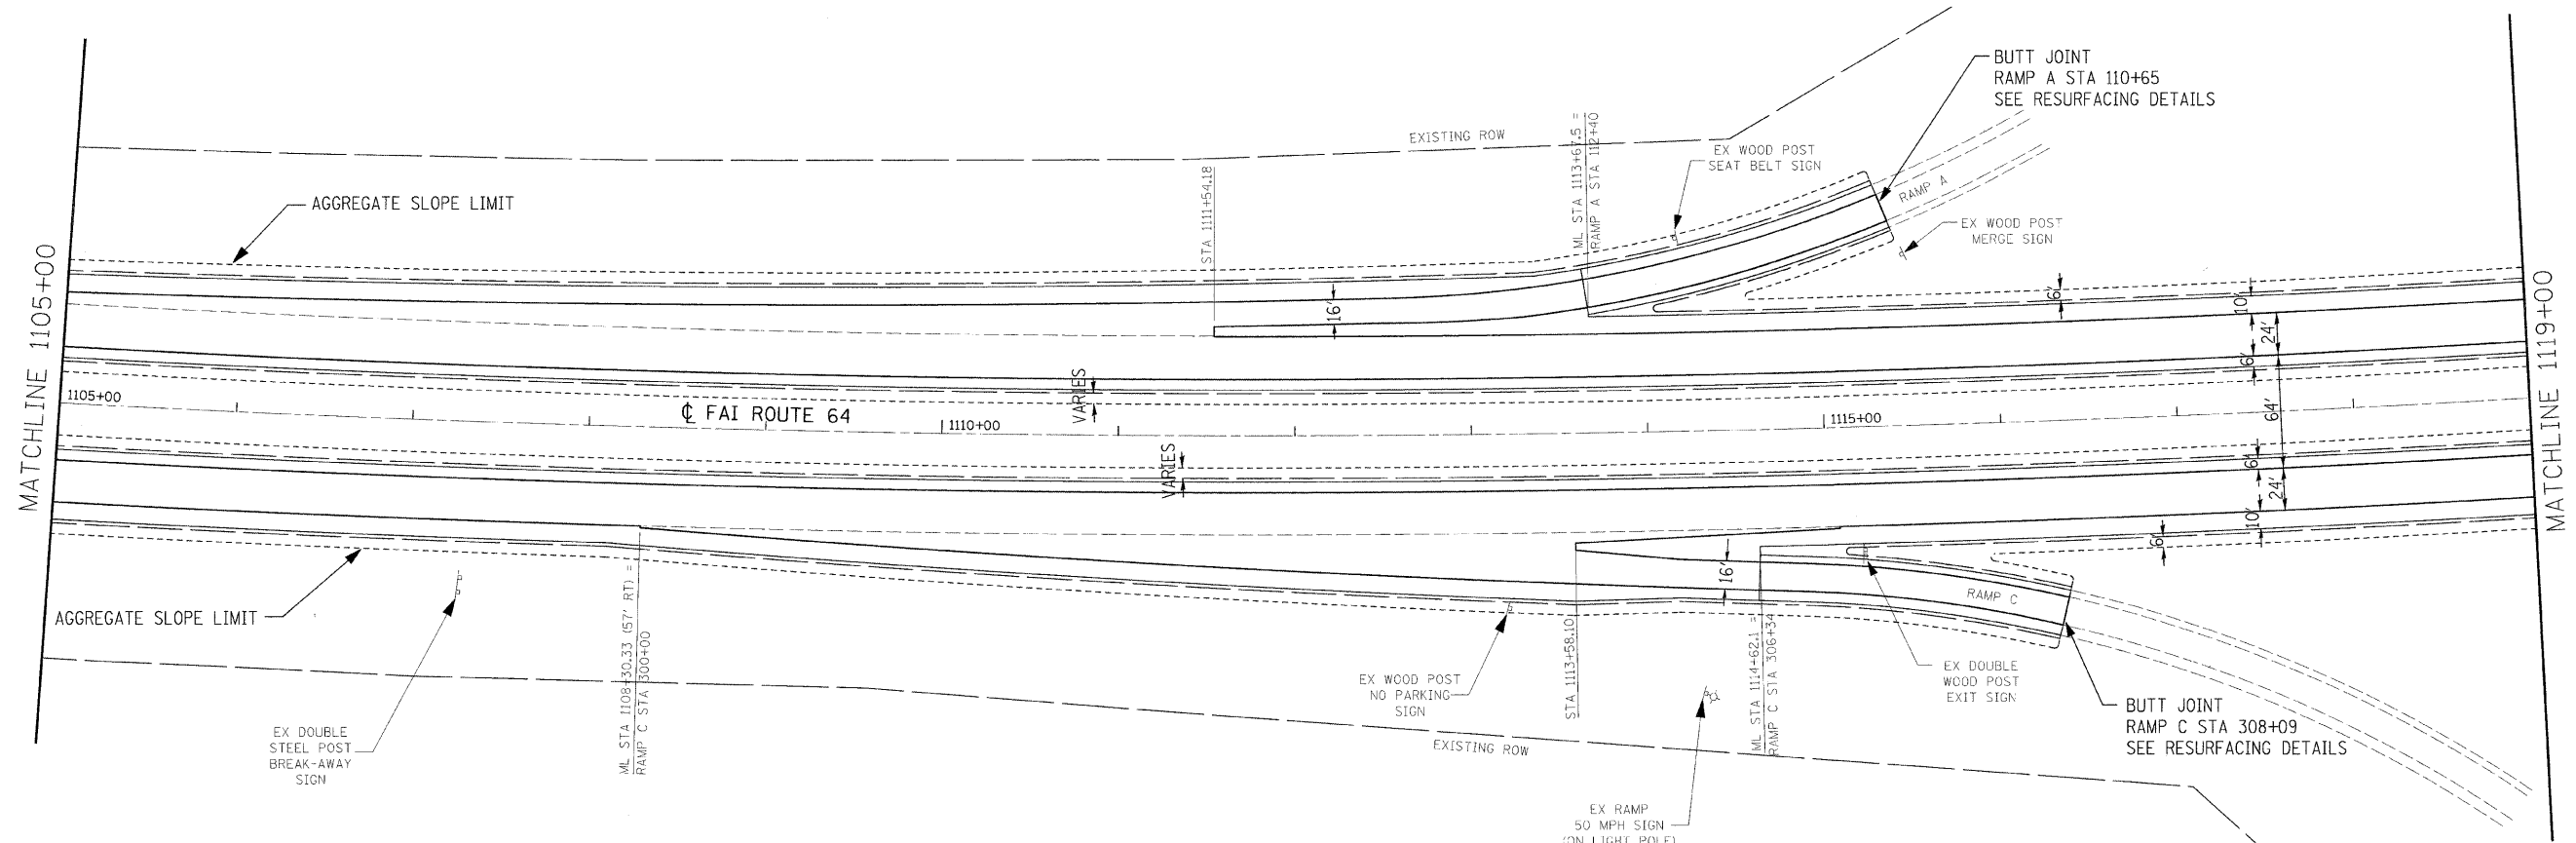 MATCHLINE 1105+00
AGGREGATE SLOPE LIMIT
EXISTING ROW
STA 1111+54.18
ML STA 1113+67.5 =
RAMP A STA 112+40
EX WOOD POST
SEAT BELT SIGN
BUTT JOINT
RAMP A STA 110+65
SEE RESURFACING DETAILS
RAMP A
EX WOOD POST
MERGE SIGN
16'
6'
10'
24'
6'
64'
6'
24'
10'
6'
MATCHLINE 1119+00
1105+00
℄ FAI ROUTE 64
VARIES
1110+00
VARIES
1115+00
AGGREGATE SLOPE LIMIT
EX DOUBLE
STEEL POST
BREAK-AWAY
SIGN
ML STA 1108+30.33 (57' RT) =
RAMP C STA 300+00
EX WOOD POST
NO PARKING
SIGN
EXISTING ROW
STA 1113+58.10
16'
ML STA 1114+62.1 =
RAMP C STA 306+34
RAMP C
EX DOUBLE
WOOD POST
EXIT SIGN
BUTT JOINT
RAMP C STA 308+09
SEE RESURFACING DETAILS
EX RAMP
50 MPH SIGN
(ON LIGHT POLE)